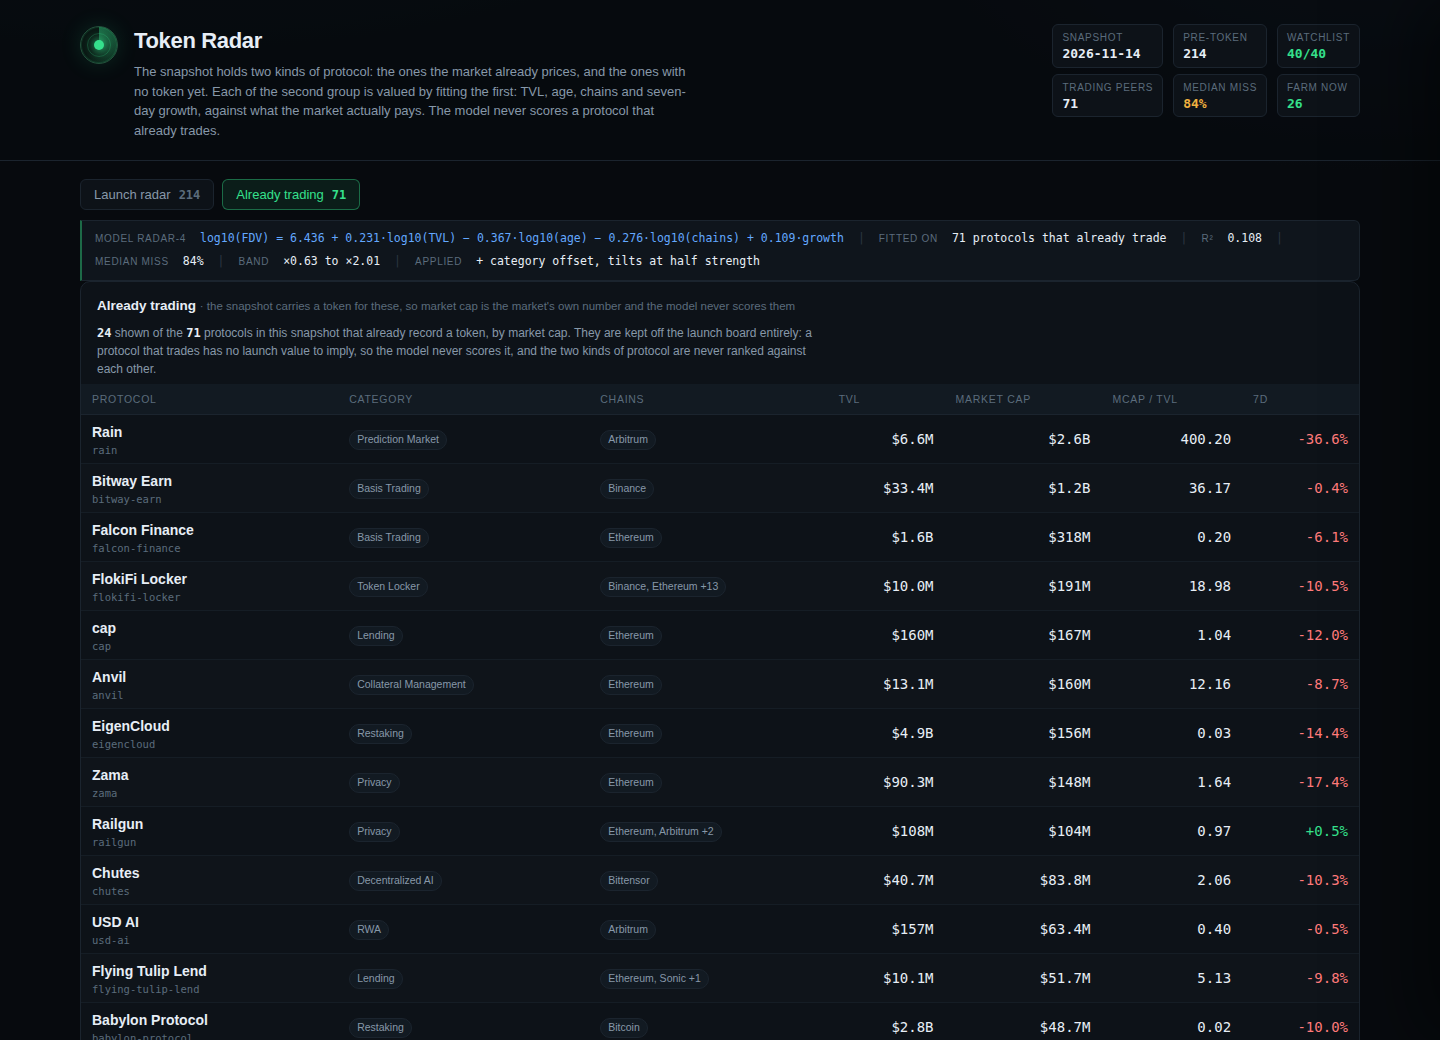 Token Radar
The snapshot holds two kinds of protocol: the ones the market already prices, and the ones with
no token yet. Each of the second group is valued by fitting the first: TVL, age, chains and seven-
day growth, against what the market actually pays. The model never scores a protocol that
already trades.
SNAPSHOT
2026-11-14
PRE-TOKEN
214
WATCHLIST
40/40
TRADING PEERS
71
MEDIAN MISS
84%
FARM NOW
26
Launch radar 214
Already trading 71
MODEL RADAR-4 log10(FDV) = 6.436 + 0.231·log10(TVL) − 0.367·log10(age) − 0.276·log10(chains) + 0.109·growth | FITTED ON 71 protocols that already trade | R² 0.108 |
MEDIAN MISS 84% | BAND ×0.63 to ×2.01 | APPLIED + category offset, tilts at half strength
Already trading · the snapshot carries a token for these, so market cap is the market's own number and the model never scores them
24 shown of the 71 protocols in this snapshot that already record a token, by market cap. They are kept off the launch board entirely: a
protocol that trades has no launch value to imply, so the model never scores it, and the two kinds of protocol are never ranked against
each other.
PROTOCOL CATEGORY CHAINS TVL MARKET CAP MCAP / TVL 7D
Rain Prediction Market Arbitrum $6.6M $2.6B 400.20 -36.6%
rain
Bitway Earn Basis Trading Binance $33.4M $1.2B 36.17 -0.4%
bitway-earn
Falcon Finance Basis Trading Ethereum $1.6B $318M 0.20 -6.1%
falcon-finance
FlokiFi Locker Token Locker Binance, Ethereum +13 $10.0M $191M 18.98 -10.5%
flokifi-locker
cap Lending Ethereum $160M $167M 1.04 -12.0%
cap
Anvil Collateral Management Ethereum $13.1M $160M 12.16 -8.7%
anvil
EigenCloud Restaking Ethereum $4.9B $156M 0.03 -14.4%
eigencloud
Zama Privacy Ethereum $90.3M $148M 1.64 -17.4%
zama
Railgun Privacy Ethereum, Arbitrum +2 $108M $104M 0.97 +0.5%
railgun
Chutes Decentralized AI Bittensor $40.7M $83.8M 2.06 -10.3%
chutes
USD AI RWA Arbitrum $157M $63.4M 0.40 -0.5%
usd-ai
Flying Tulip Lend Lending Ethereum, Sonic +1 $10.1M $51.7M 5.13 -9.8%
flying-tulip-lend
Babylon Protocol Restaking Bitcoin $2.8B $48.7M 0.02 -10.0%
babylon-protocol